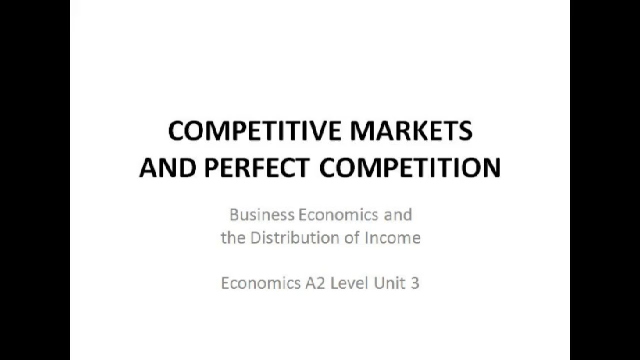 COMPETITIVE MARKETS
AND PERFECT COMPETITION
Business Economics and
the Distribution of Income
Economics A2 Level Unit 3